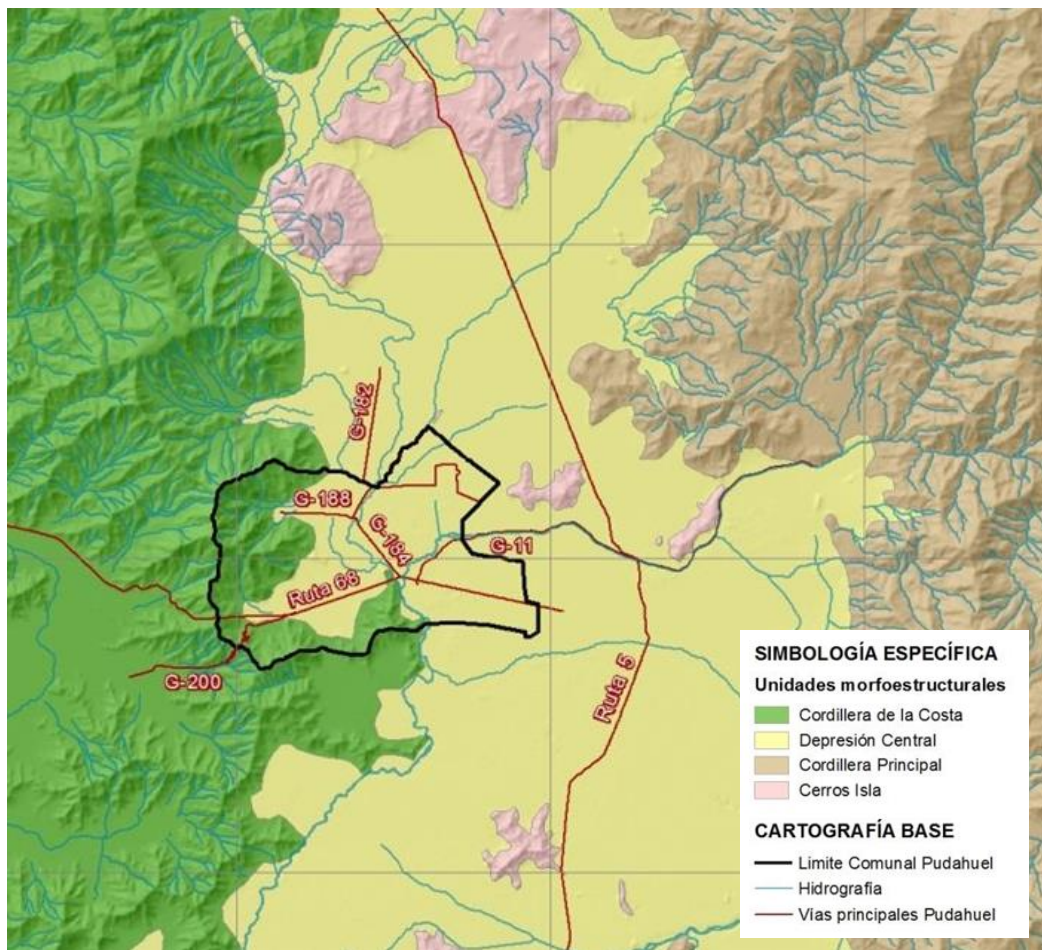 G-182
G-188
G-184
G-11
Ruta 68
G-200
Ruta 5
SIMBOLOGÍA ESPECÍFICA
Unidades morfoestructurales
Cordillera de la Costa
Depresión Central
Cordillera Principal
Cerros Isla
CARTOGRAFÍA BASE
Limite Comunal Pudahuel
Hidrografía
Vías principales Pudahuel